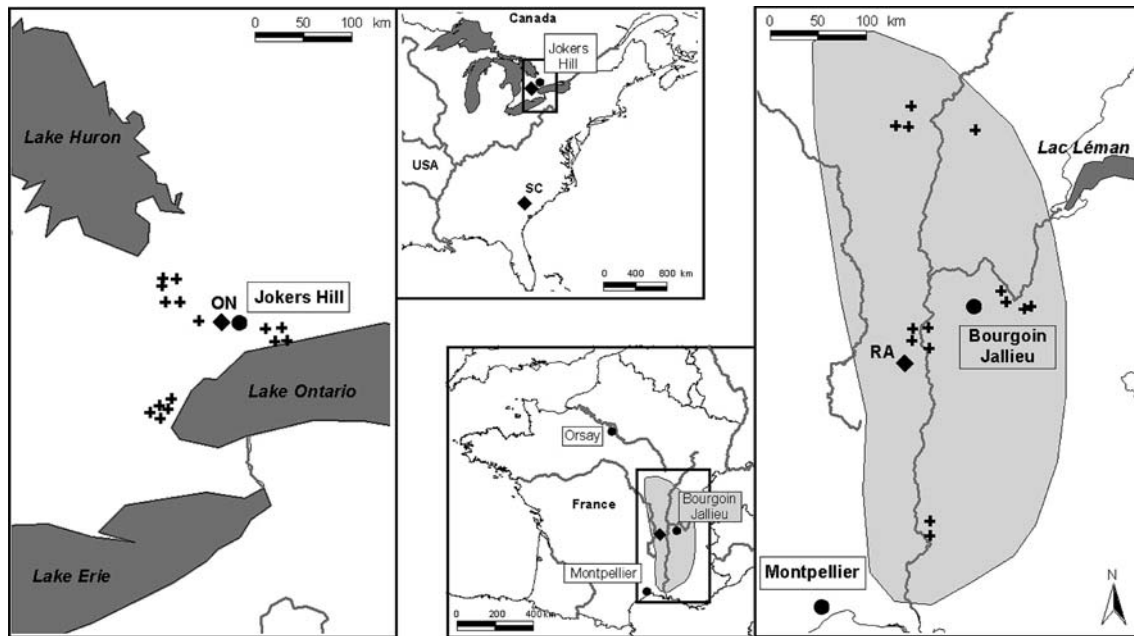 0 50 100
km
Lake Huron
ON
Jokers Hill
Lake Ontario
Lake Erie
Canada
Jokers
Hill
USA
SC
0 400 800
km
Orsay
France
Bourgoin
Jallieu
Montpellier
0 200 400 km
0 50 100
km
Lac Léman
Bourgoin
Jallieu
RA
Montpellier
N